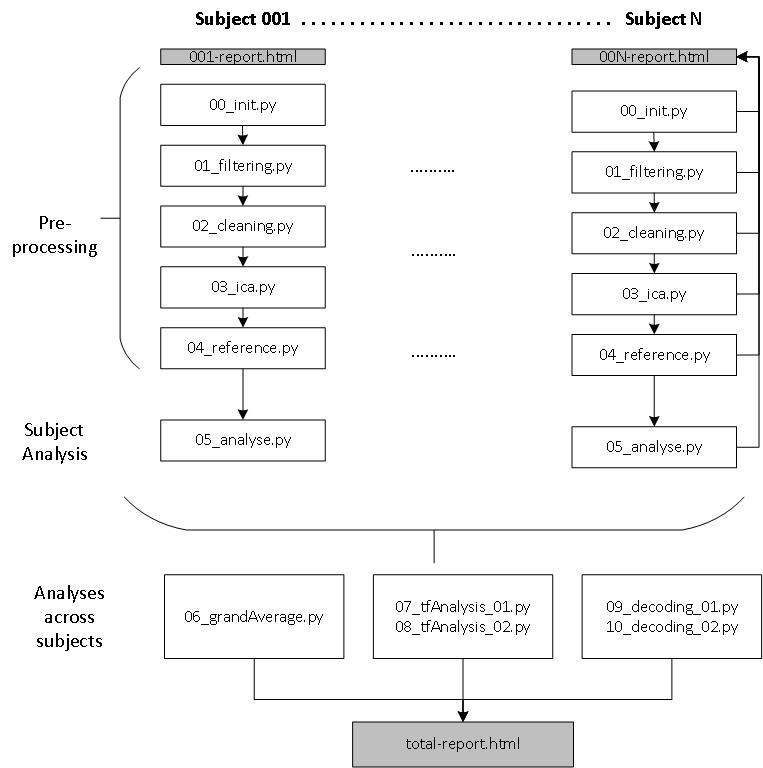 Subject 001 . . . . . . . . . . . . . . . . . . . . . . . . . . . . . . . Subject N
001-report.html
00N-report.html
00_init.py
00_init.py
01_filtering.py
..........
01_filtering.py
Pre-
processing
02_cleaning.py
..........
02_cleaning.py
03_ica.py
03_ica.py
04_reference.py
..........
04_reference.py
Subject
Analysis
05_analyse.py
05_analyse.py
Analyses
across
subjects
06_grandAverage.py
07_tfAnalysis_01.py
08_tfAnalysis_02.py
09_decoding_01.py
10_decoding_02.py
total-report.html